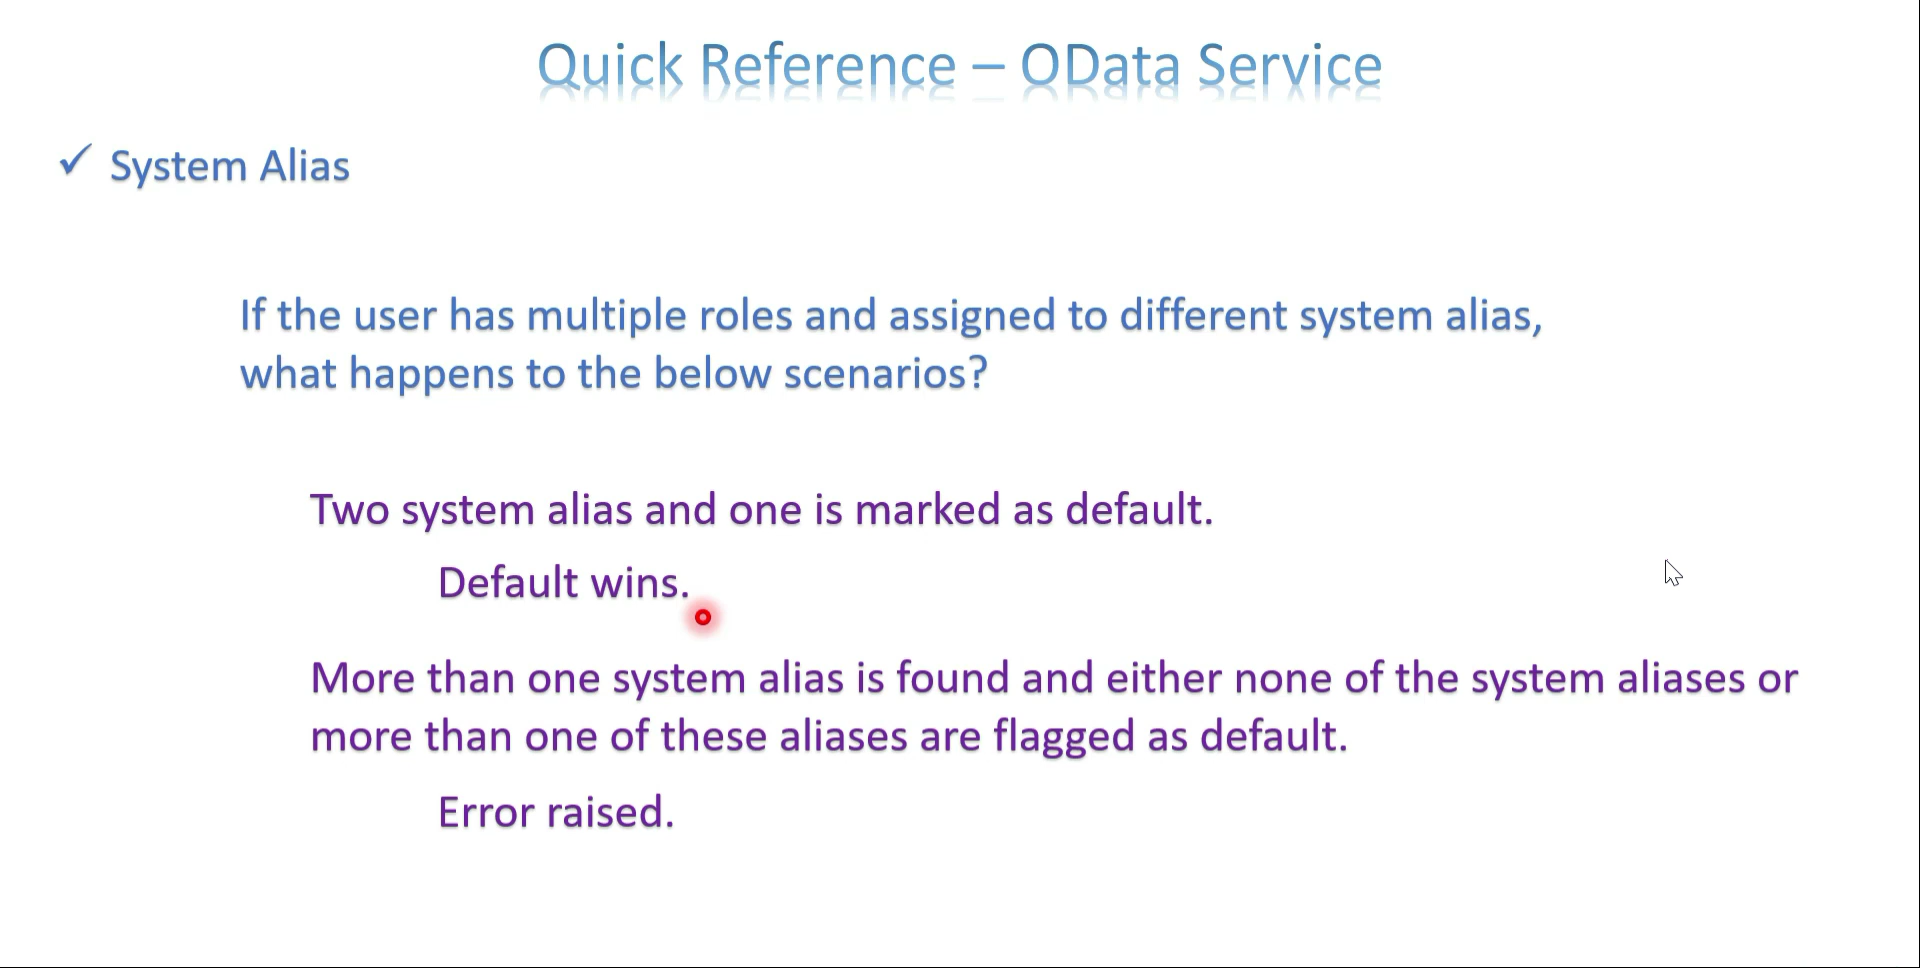 Quick Reference – OData Service
✓ System Alias
If the user has multiple roles and assigned to different system alias,
what happens to the below scenarios?
Two system alias and one is marked as default.
Default wins.
More than one system alias is found and either none of the system aliases or
more than one of these aliases are flagged as default.
Error raised.